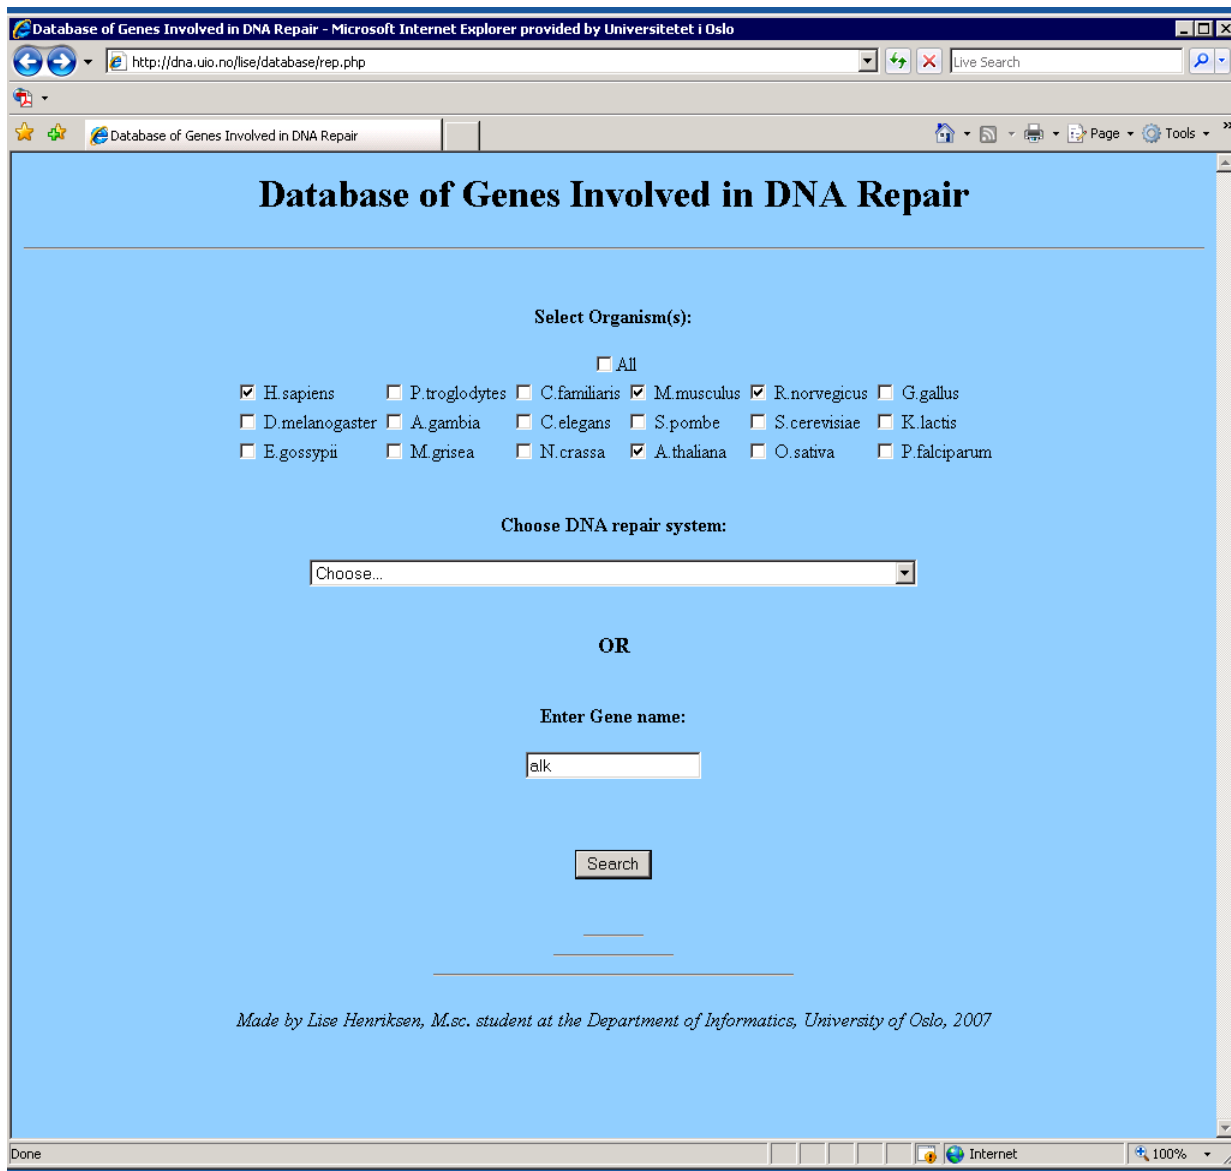 Database of Genes Involved in DNA Repair - Microsoft Internet Explorer provided by Universitetet i Oslo
http://dna.uio.no/lise/database/rep.php
Live Search
Database of Genes Involved in DNA Repair
Page
Tools
»
Database of Genes Involved in DNA Repair
Select Organism(s):
All
H.sapiens P.troglodytes C.familiaris M.musculus R.norvegicus G.gallus
D.melanogaster A.gambia C.elegans S.pombe S.cerevisiae K.lactis
E.gossypii M.grisea N.crassa A.thaliana O.sativa P.falciparum
Choose DNA repair system:
Choose...
OR
Enter Gene name:
alk
Search
Made by Lise Henriksen, M.sc. student at the Department of Informatics, University of Oslo, 2007
Done
Internet
100%